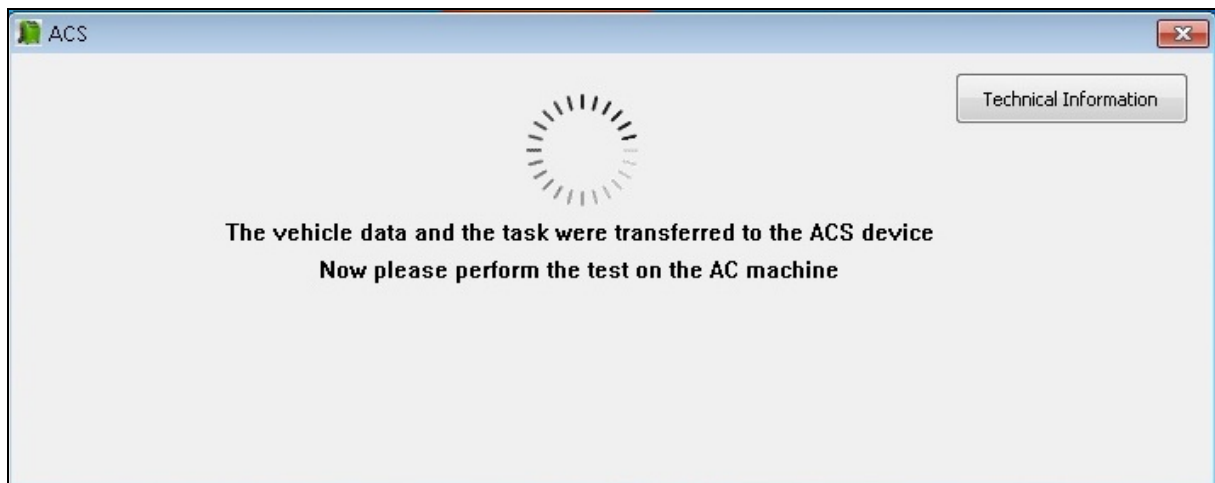 ACS
Technical Information
The vehicle data and the task were transferred to the ACS device
Now please perform the test on the AC machine